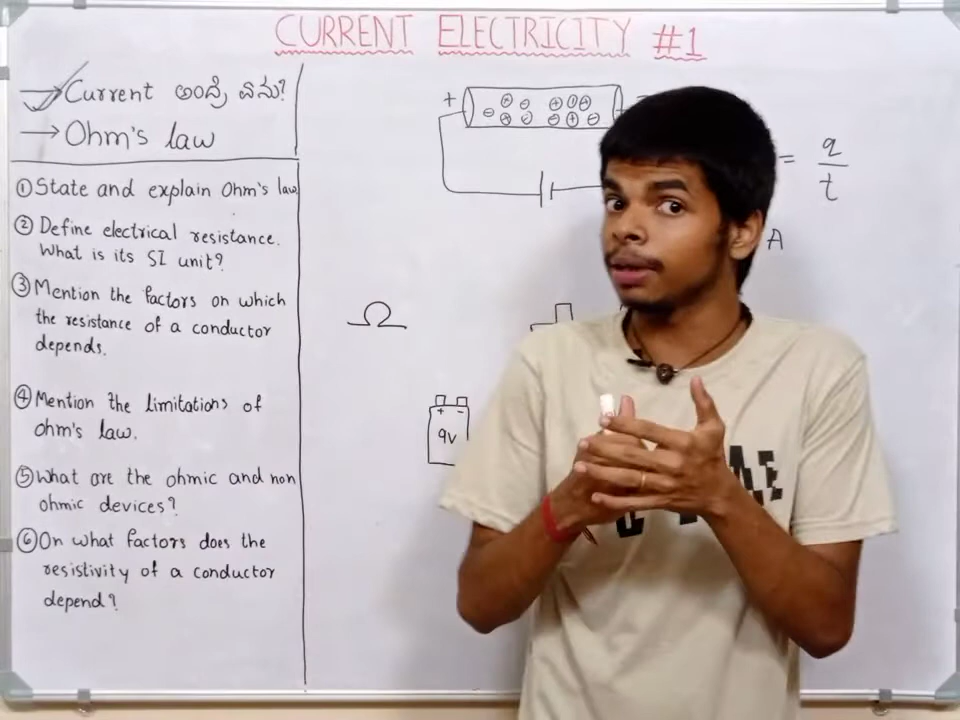 CURRENT ELECTRICITY #1
→ Current ಅಂದ್ರೆ ಏನು?
→ Ohm's law
① State and explain Ohm's law
② Define electrical resistance.
What is its SI unit?
③ Mention the factors on which
the resistance of a conductor
depends.
④ Mention the limitations of
ohm's law.
⑤ What are the ohmic and non
ohmic devices?
⑥ On what factors does the
resistivity of a conductor
depend?
+
= q
t
A
+ -
9V